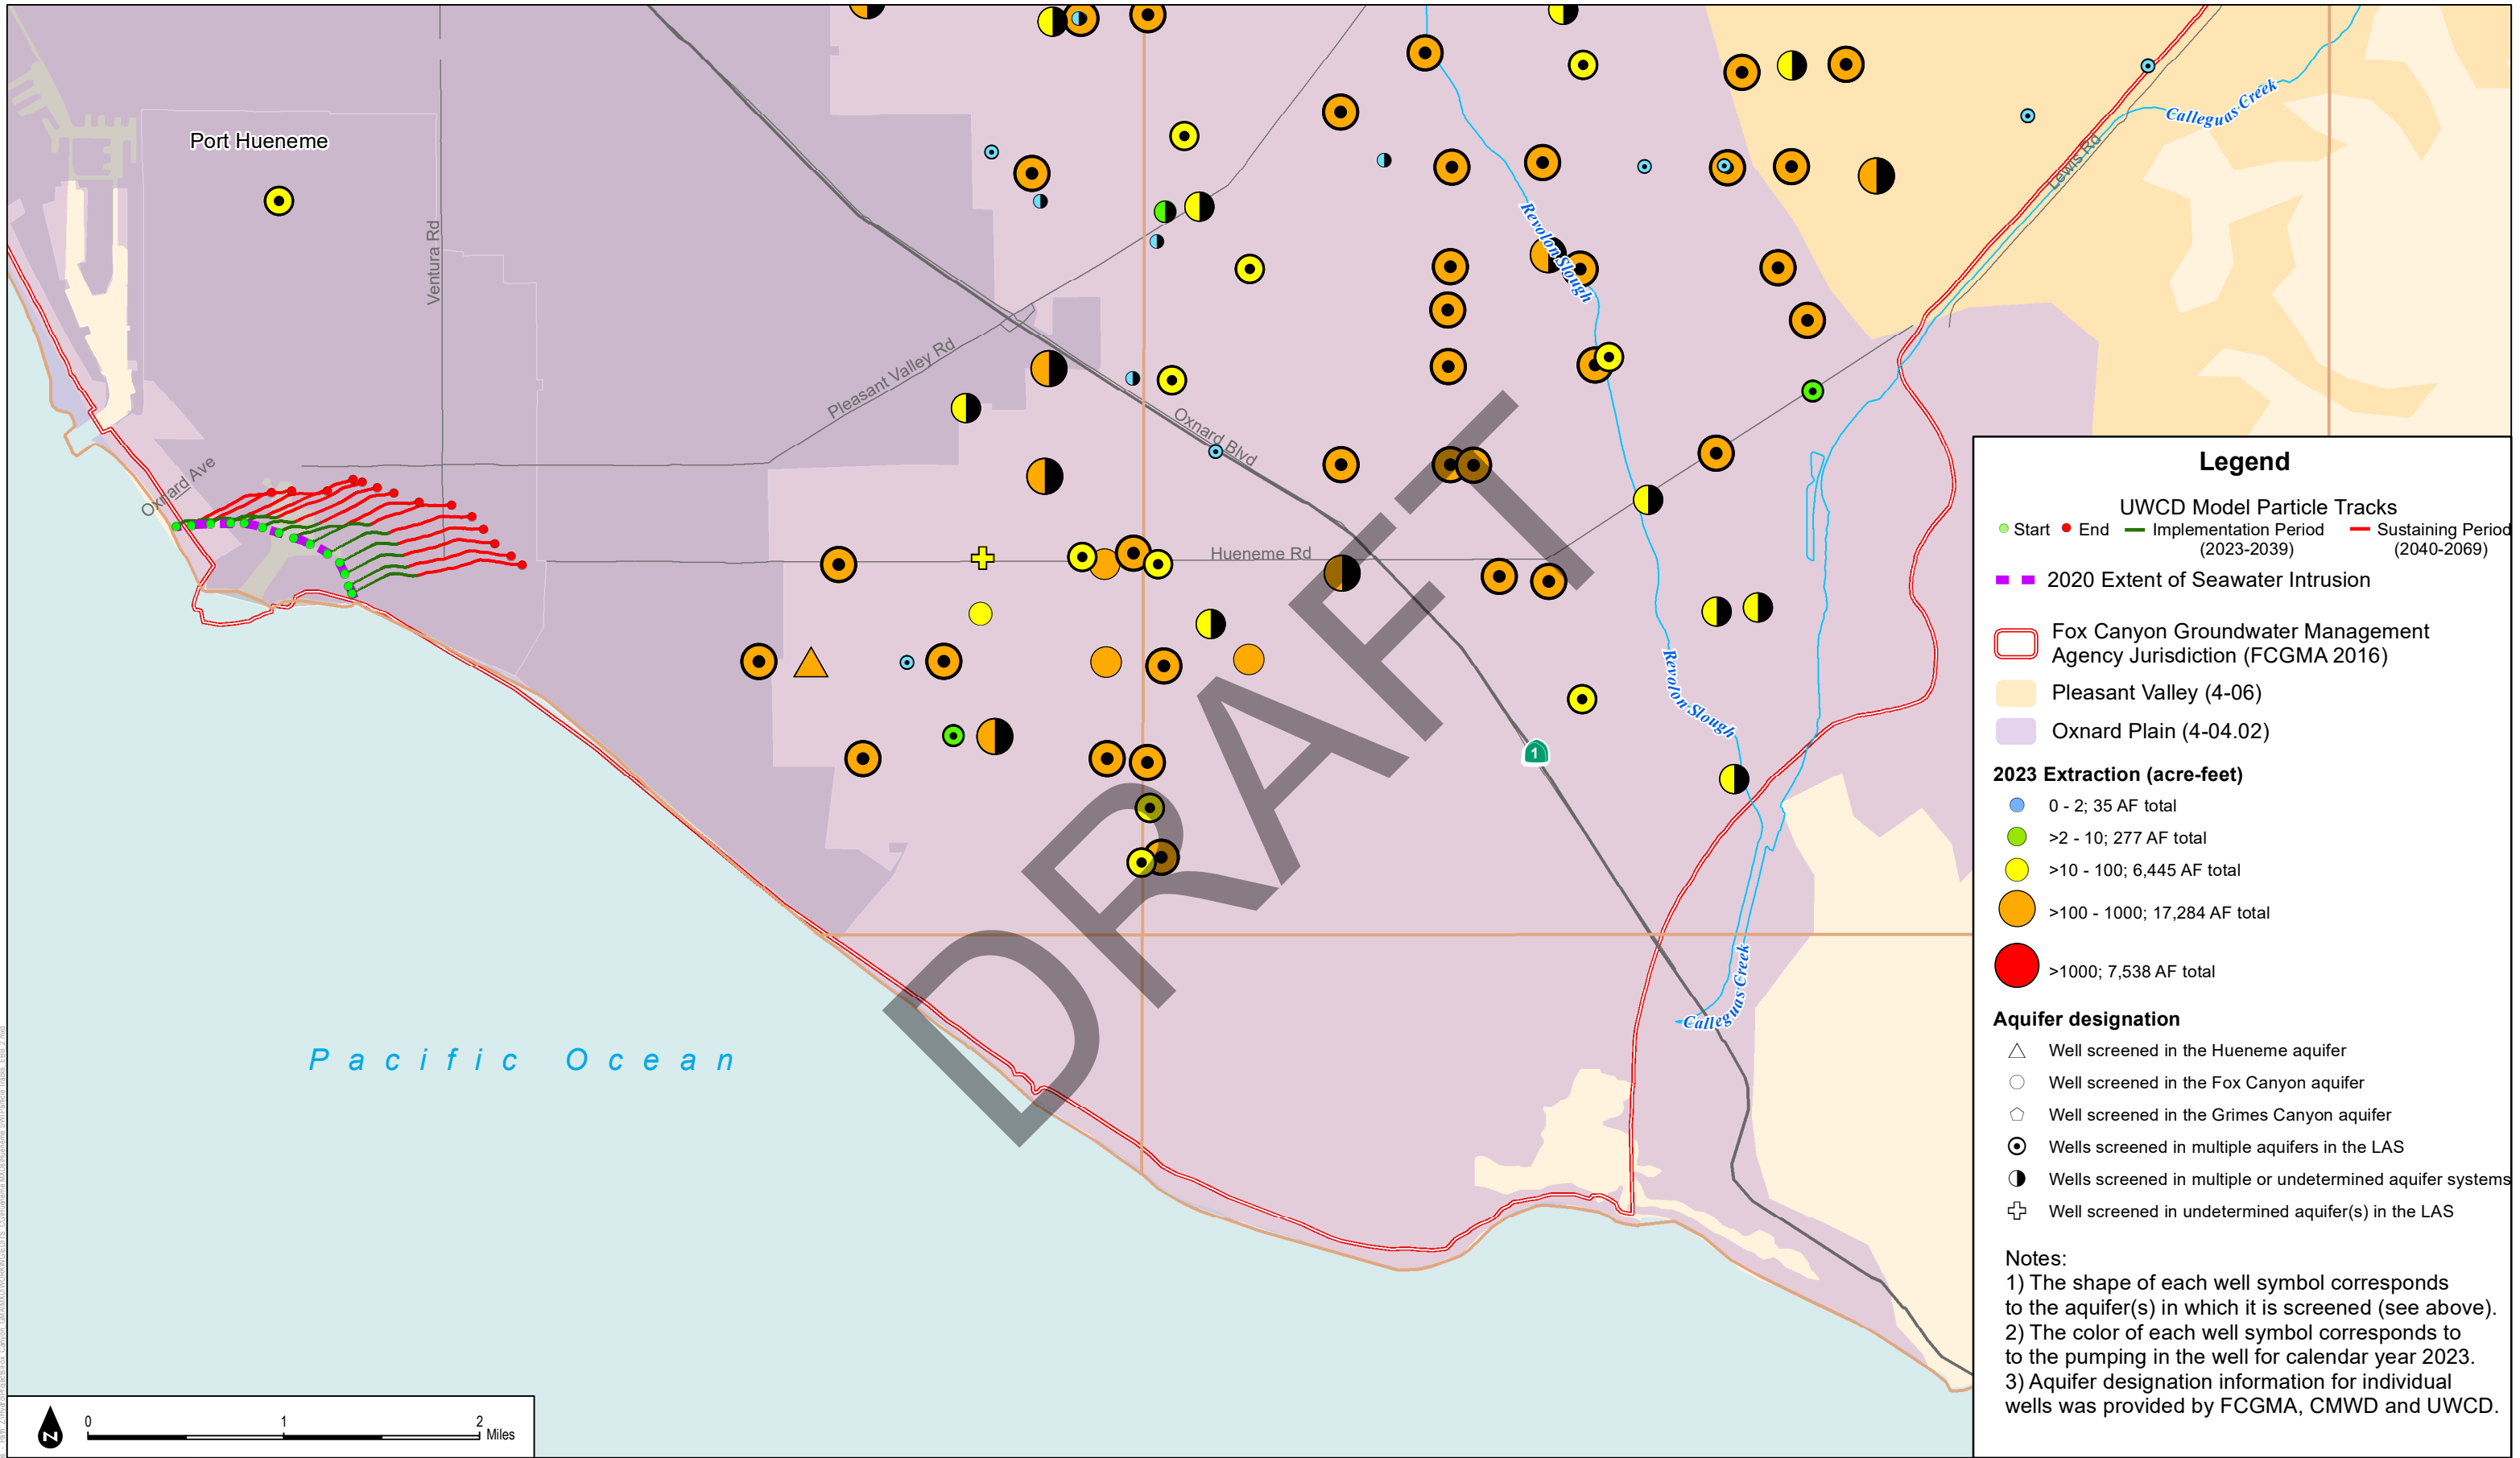 Port Hueneme
Ventura Rd
Oxnard Ave
Pleasant Valley Rd
Oxnard Blvd
Hueneme Rd
Lewis Rd
Calleguas Creek
Revolon Slough
Revolon Slough
Calleguas Creek
1
Pacific Ocean
DRAFT
N
0 1 2
Miles
Legend
UWCD Model Particle Tracks
Start End Implementation Period Sustaining Period
(2023-2039) (2040-2069)
2020 Extent of Seawater Intrusion
Fox Canyon Groundwater Management
Agency Jurisdiction (FCGMA 2016)
Pleasant Valley (4-06)
Oxnard Plain (4-04.02)
2023 Extraction (acre-feet)
0 - 2; 35 AF total
>2 - 10; 277 AF total
>10 - 100; 6,445 AF total
>100 - 1000; 17,284 AF total
>1000; 7,538 AF total
Aquifer designation
Well screened in the Hueneme aquifer
Well screened in the Fox Canyon aquifer
Well screened in the Grimes Canyon aquifer
Wells screened in multiple aquifers in the LAS
Wells screened in multiple or undetermined aquifer systems
Well screened in undetermined aquifer(s) in the LAS
Notes:
1) The shape of each well symbol corresponds
to the aquifer(s) in which it is screened (see above).
2) The color of each well symbol corresponds to
to the pumping in the well for calendar year 2023.
3) Aquifer designation information for individual
wells was provided by FCGMA, CMWD and UWCD.